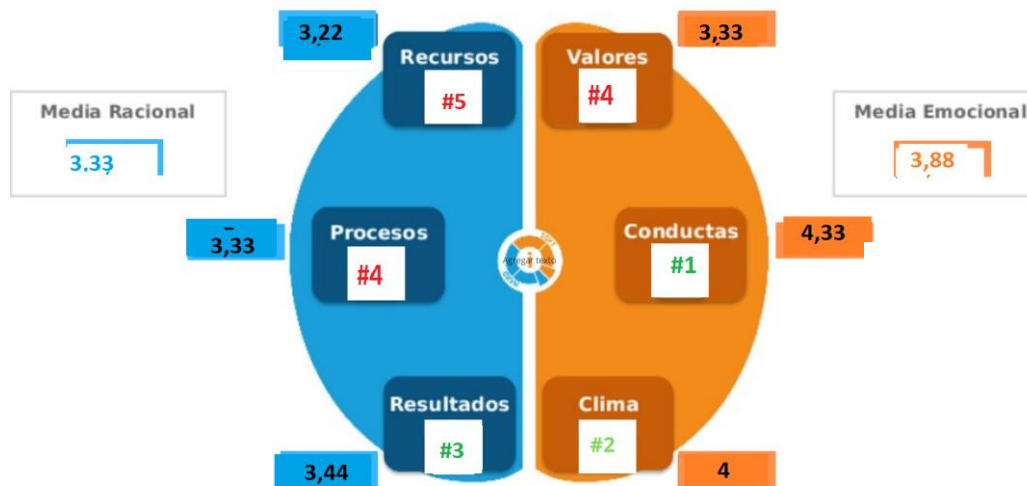 3,22
3,33
Recursos
#5
Valores
#4
Media Racional
3,33
Media Emocional
3,88
3,33
Procesos
#4
Agregar texto
Conductas
#1
4,33
Resultados
#3
Clima
#2
3,44
4